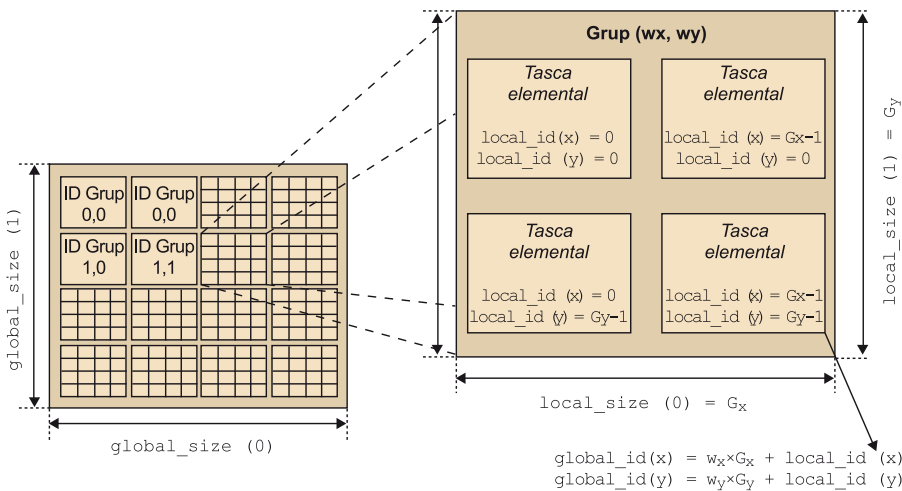 Grup (wx, wy)
Tasca
elemental
local_id(x) = 0
local_id (y) = 0
Tasca
elemental
local_id (x) = Gx-1
local_id (y) = 0
Tasca
elemental
local_id (x) = 0
local_id (y) = Gy-1
Tasca
elemental
local_id (x) = Gx-1
local_id (y) = Gy-1
local_size (1) = Gy
local_size (0) = Gx
ID Grup
0,0
ID Grup
0,0
ID Grup
1,0
ID Grup
1,1
global_size (1)
global_size (0)
global_id(x) = wx×Gx + local_id (x)
global_id(y) = wy×Gy + local_id (y)